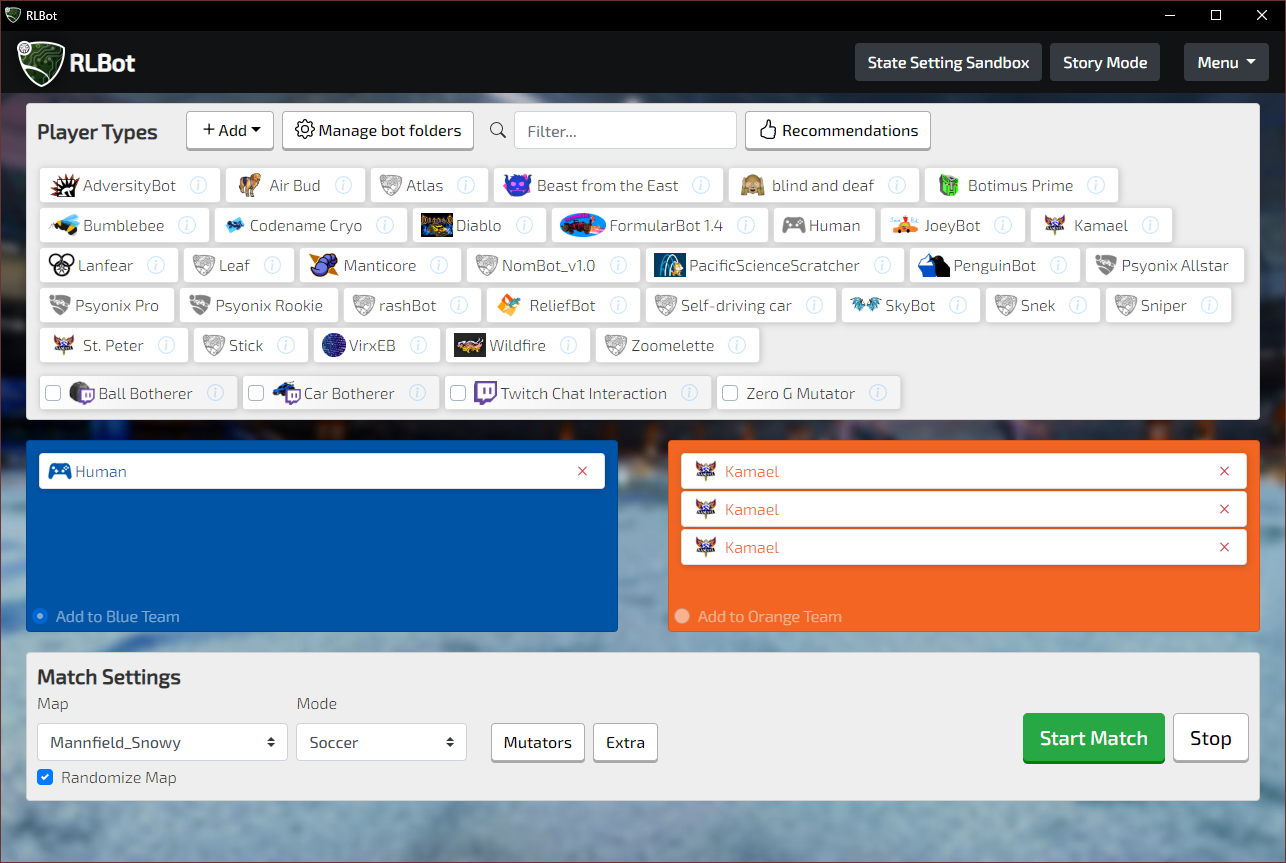 RLBot
RLBot State Setting Sandbox Story Mode Menu
Player Types + Add Manage bot folders Filter... Recommendations
AdversityBot Air Bud Atlas Beast from the East blind and deaf Botimus Prime
Bumblebee Codename Cryo Diablo FormularBot 1.4 Human JoeyBot Kamael
Lanfear Leaf Manticore NomBot_v1.0 PacificScienceScratcher PenguinBot Psyonix Allstar
Psyonix Pro Psyonix Rookie rashBot ReliefBot Self-driving car SkyBot Snek Sniper
St. Peter Stick VirxEB Wildfire Zoomelette
Ball Botherer Car Botherer Twitch Chat Interaction Zero G Mutator
Human
Add to Blue Team
Kamael
Kamael
Kamael
Add to Orange Team
Match Settings
Map Mode
Mannfield_Snowy Soccer Mutators Extra Start Match Stop
Randomize Map